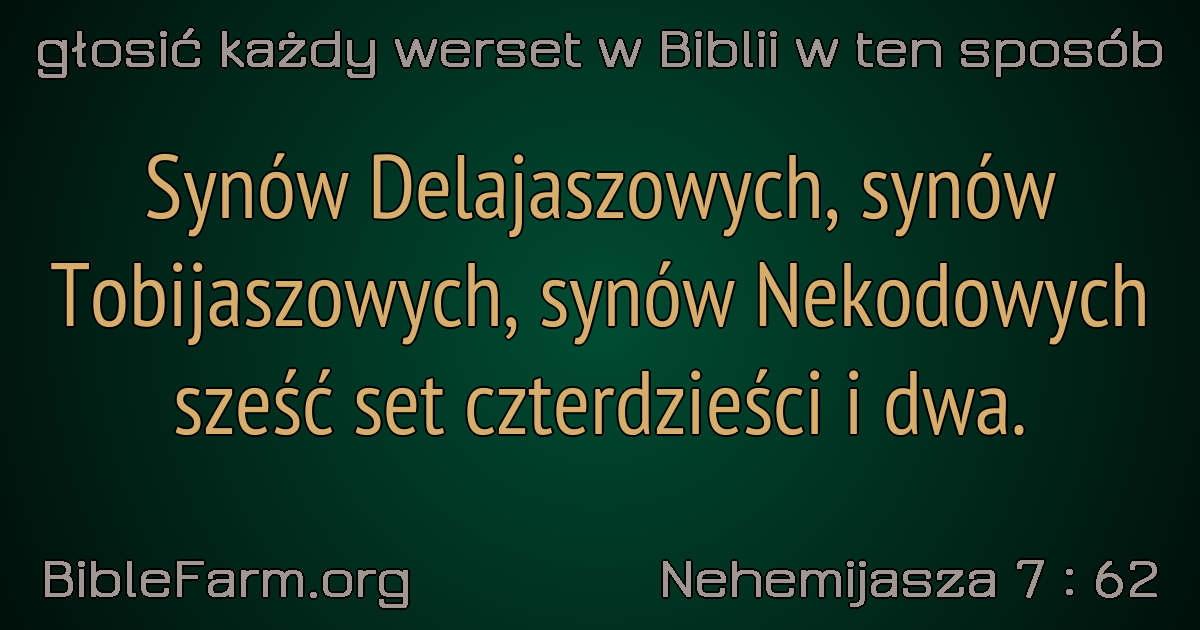 głosić każdy werset w Biblii w ten sposób
Synów Delajaszowych, synów
Tobijaszowych, synów Nekodowych
sześć set czterdzieści i dwa.
BibleFarm.org
Nehemijasza 7 : 62